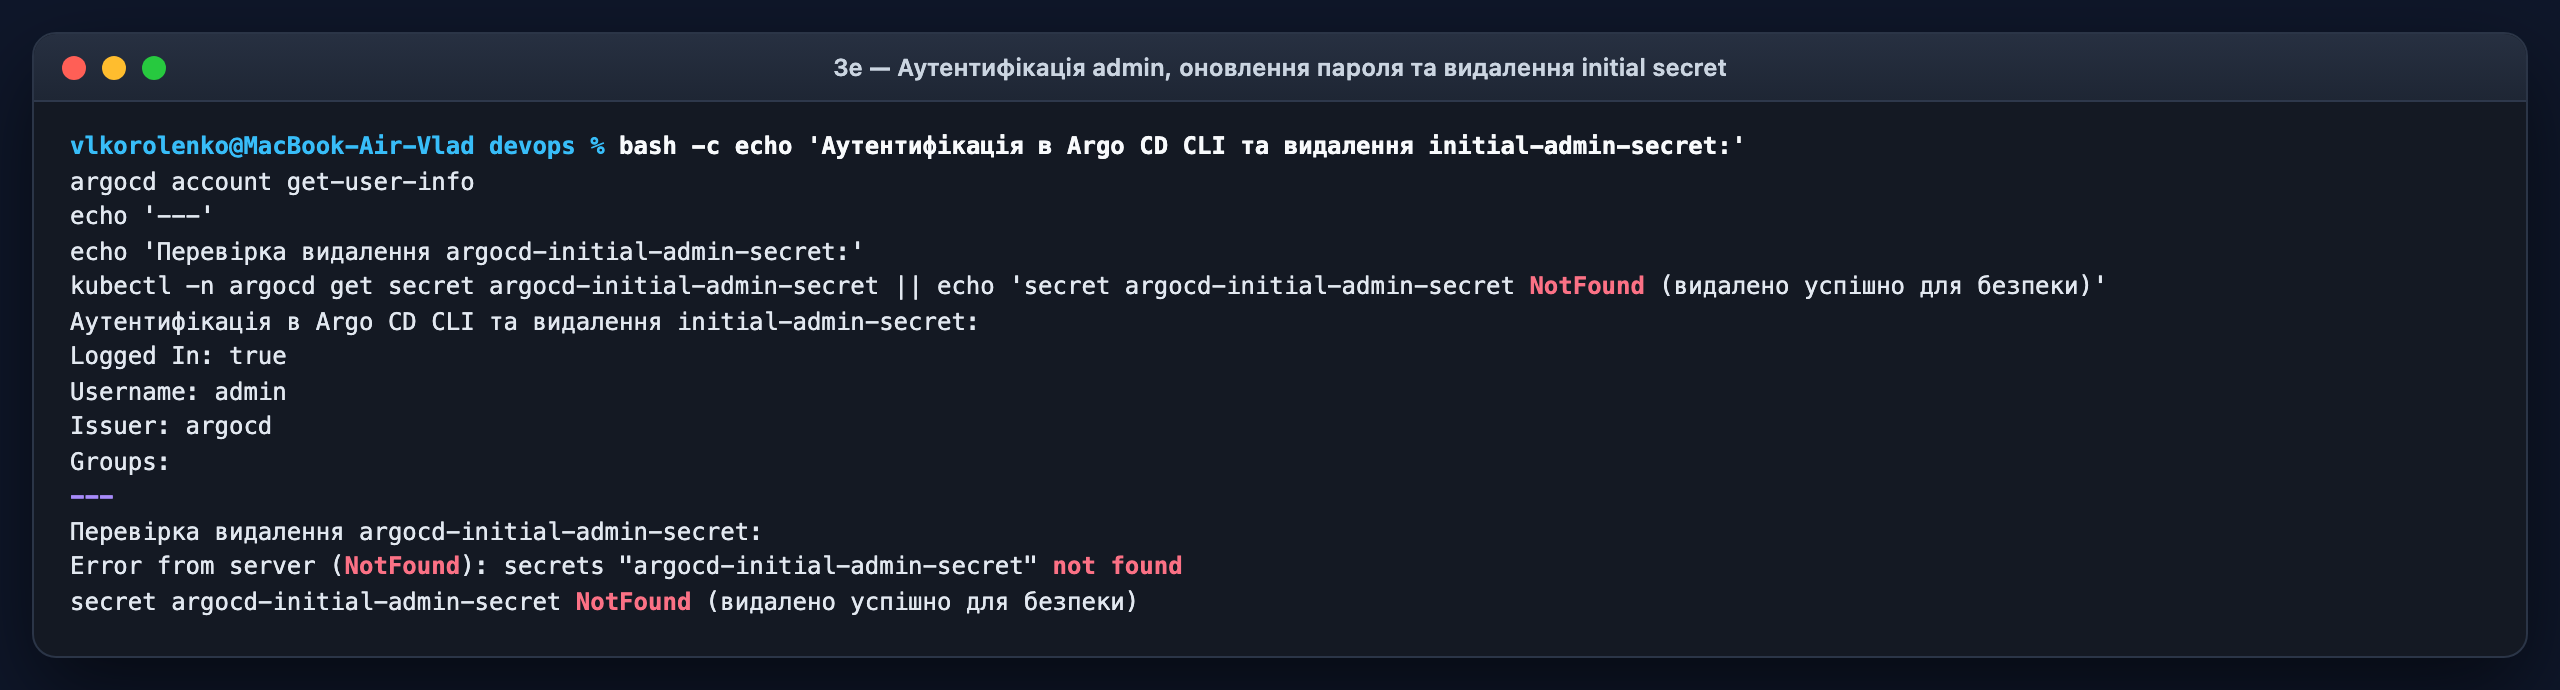 3e — Аутентифікація admin, оновлення пароля та видалення initial secret
vlkorolenko@MacBook-Air-Vlad devops % bash -c echo 'Аутентифікація в Argo CD CLI та видалення initial-admin-secret:'
argocd account get-user-info
echo '---'
echo 'Перевірка видалення argocd-initial-admin-secret:'
kubectl -n argocd get secret argocd-initial-admin-secret || echo 'secret argocd-initial-admin-secret NotFound (видалено успішно для безпеки)'
Аутентифікація в Argo CD CLI та видалення initial-admin-secret:
Logged In: true
Username: admin
Issuer: argocd
Groups:
---
Перевірка видалення argocd-initial-admin-secret:
Error from server (NotFound): secrets "argocd-initial-admin-secret" not found
secret argocd-initial-admin-secret NotFound (видалено успішно для безпеки)